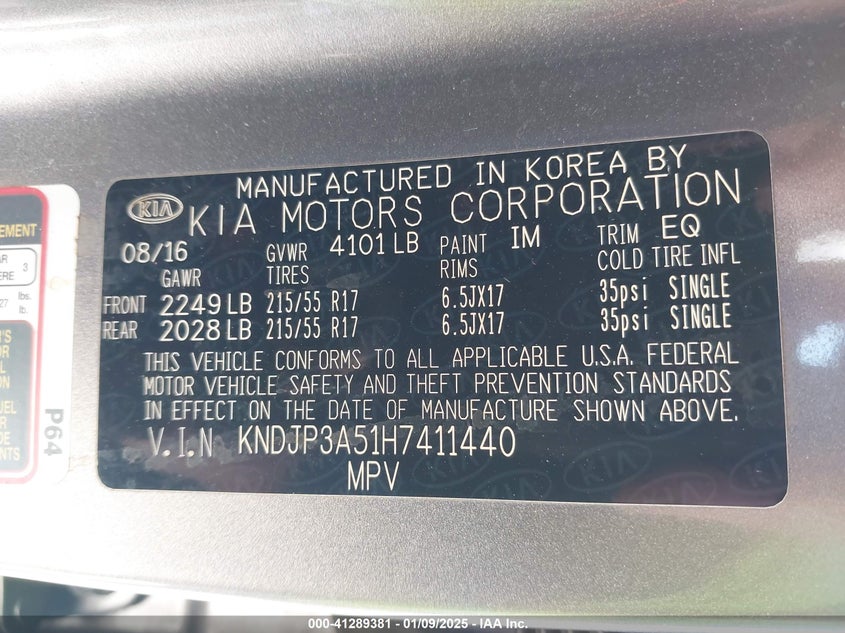 MANUFACTURED IN KOREA BY
KIA KIA MOTORS CORPORATION
08/16 GVWR 4101 LB PAINT IM TRIM EQ
GAWR TIRES RIMS COLD TIRE INFL
FRONT 2249 LB 215/55 R17 6.5JX17 35psi SINGLE
REAR 2028 LB 215/55 R17 6.5JX17 35psi SINGLE
THIS VEHICLE CONFORMS TO ALL APPLICABLE U.S.A. FEDERAL
MOTOR VEHICLE SAFETY AND THEFT PREVENTION STANDARDS
IN EFFECT ON THE DATE OF MANUFACTURE SHOWN ABOVE.
V.I.N KNDJP3A51H7411440
MPV
P64
000-41289381 - 01/09/2025 - IAA Inc.